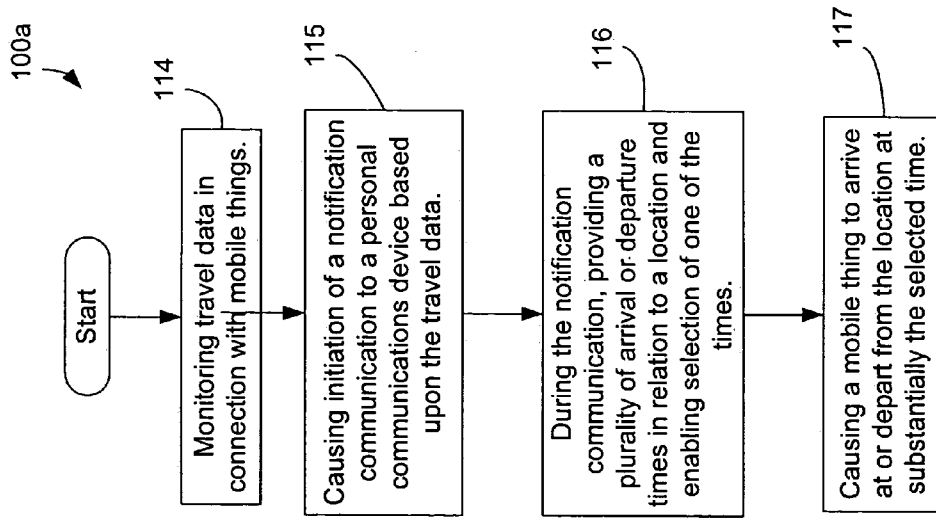 100a
Start
114
Monitoring travel data in
connection with mobile things.
115
Causing initiation of a notification
communication to a personal
communications device based
upon the travel data.
116
During the notification
communication, providing a
plurality of arrival or departure
times in relation to a location and
enabling selection of one of the
times.
117
Causing a mobile thing to arrive
at or depart from the location at
substantially the selected time.